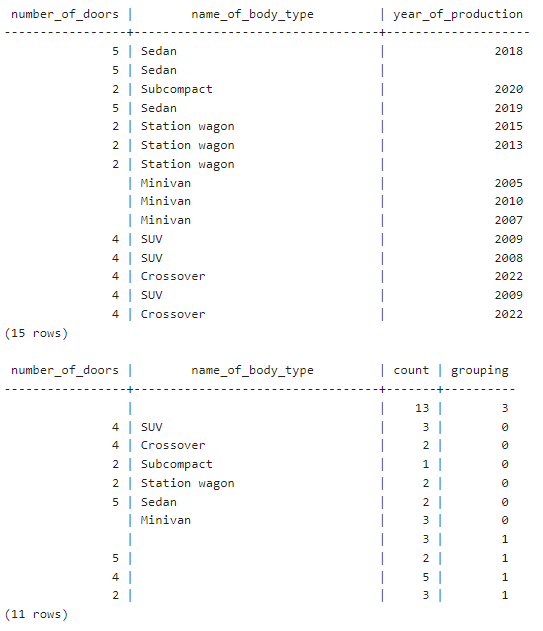 number_of_doors | name_of_body_type | year_of_production
-----------------+----------------------------------+--------------------
5 | Sedan | 2018
5 | Sedan |
2 | Subcompact | 2020
5 | Sedan | 2019
2 | Station wagon | 2015
2 | Station wagon | 2013
2 | Station wagon |
| Minivan | 2005
| Minivan | 2010
| Minivan | 2007
4 | SUV | 2009
4 | SUV | 2008
4 | Crossover | 2022
4 | SUV | 2009
4 | Crossover | 2022
(15 rows)
number_of_doors | name_of_body_type | count | grouping
-----------------+----------------------------------+-------+----------
| | 13 | 3
4 | SUV | 3 | 0
4 | Crossover | 2 | 0
2 | Subcompact | 1 | 0
2 | Station wagon | 2 | 0
5 | Sedan | 2 | 0
| Minivan | 3 | 0
| | 3 | 1
5 | | 2 | 1
4 | | 5 | 1
2 | | 3 | 1
(11 rows)